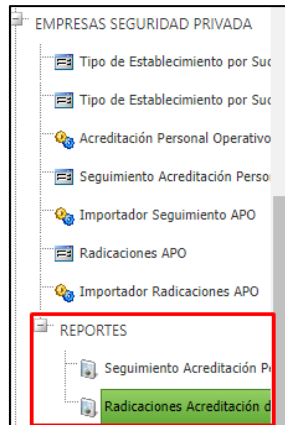 EMPRESAS SEGURIDAD PRIVADA
Tipo de Establecimiento por Suc
Tipo de Establecimiento por Suc
Acreditación Personal Operativo
Seguimiento Acreditación Perso
Importador Seguimiento APO
Radicaciones APO
Importador Radicaciones APO
REPORTES
Seguimiento Acreditación Pe
Radicaciones Acreditación d